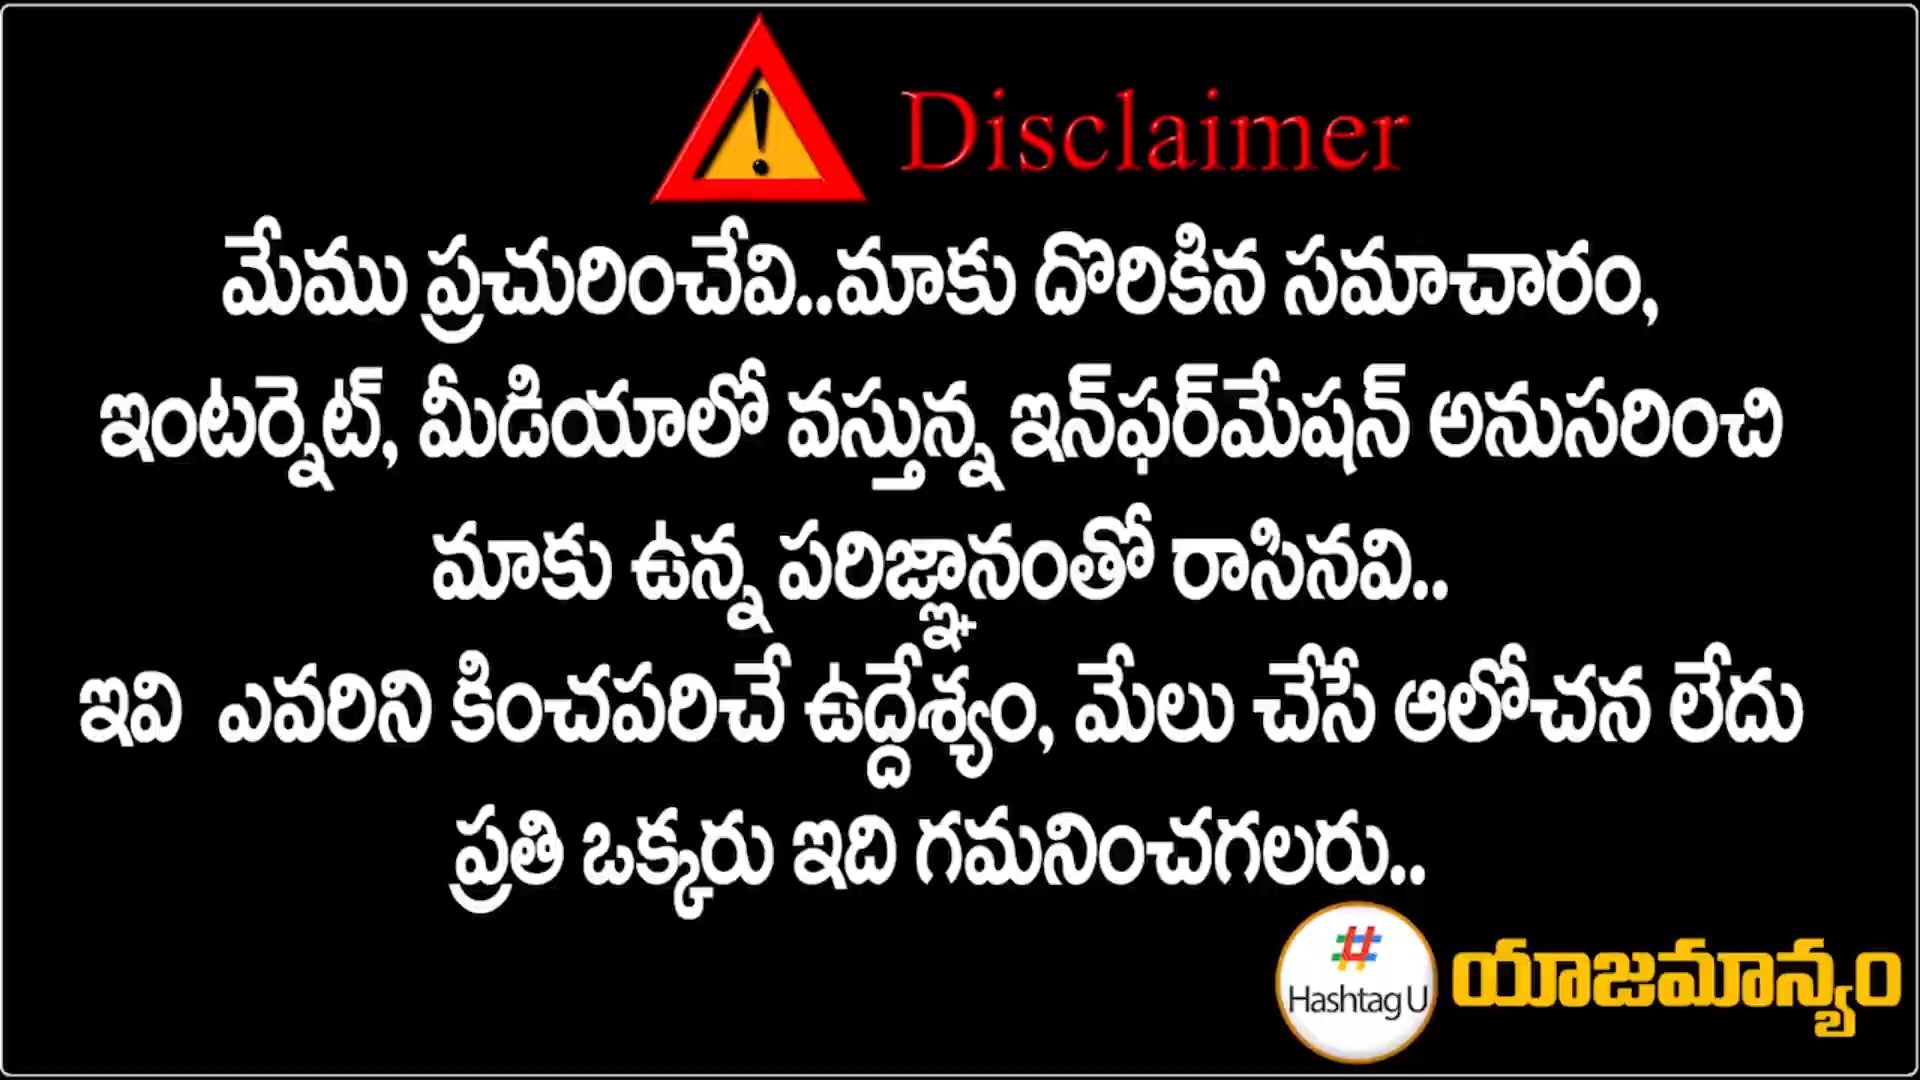 Disclaimer
మేము ప్రచురించేవి..మాకు దొరికిన సమాచారం,
ఇంటర్నెట్, మీడియాలో వస్తున్న ఇన్‌ఫర్‌మేషన్ అనుసరించి
మాకు ఉన్న పరిజ్ఞానంతో రాసినవి..
ఇవి ఎవరిని కించపరిచే ఉద్దేశ్యం, మేలు చేసే ఆలోచన లేదు
ప్రతి ఒక్కరు ఇది గమనించగలరు..
# Hashtag U
యాజమాన్యం